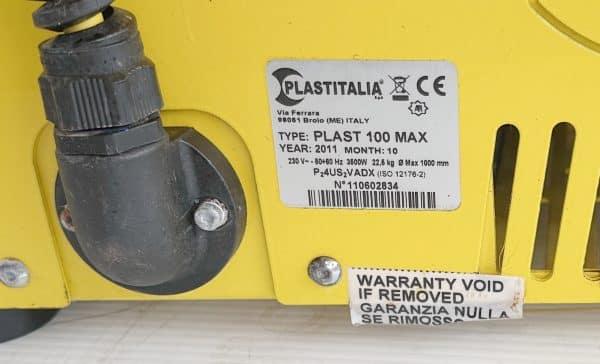 PLASTITALIA
Via Ferrara
98061 Brolo (ME) ITALY
TYPE: PLAST 100 MAX
YEAR: 2011 MONTH: 10
230 V~ - 50+60 Hz 3500W 22,5 kg Ø Max 1000 mm
P₂4US₂VADX (ISO 12176-2)
N°110602834
WARRANTY VOID
IF REMOVED
GARANZIA NULLA
SE RIMOSSO